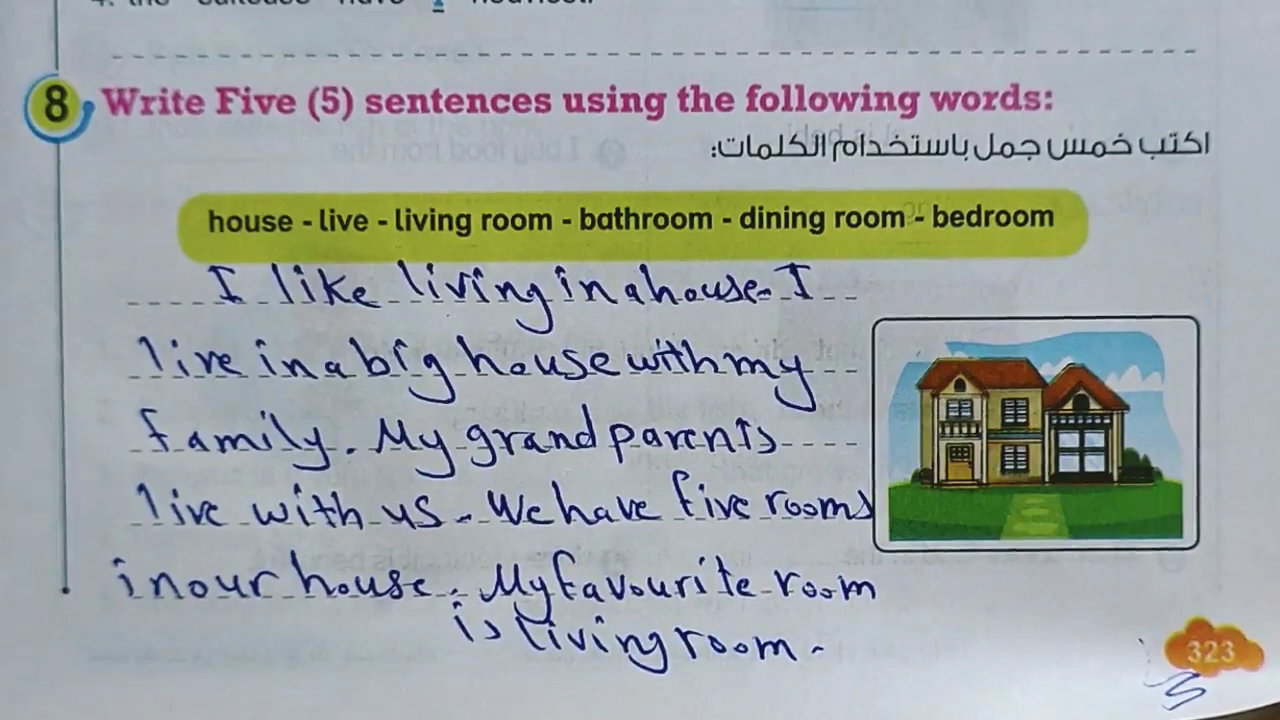 8 Write Five (5) sentences using the following words:
اكتب خمس جمل باستخدام الكلمات:
house - live - living room - bathroom - dining room - bedroom
I like living in a house. I
live in a big house with my
family. My grandparents
live with us. We have five rooms
in our house. My favourite room
is living room.
323